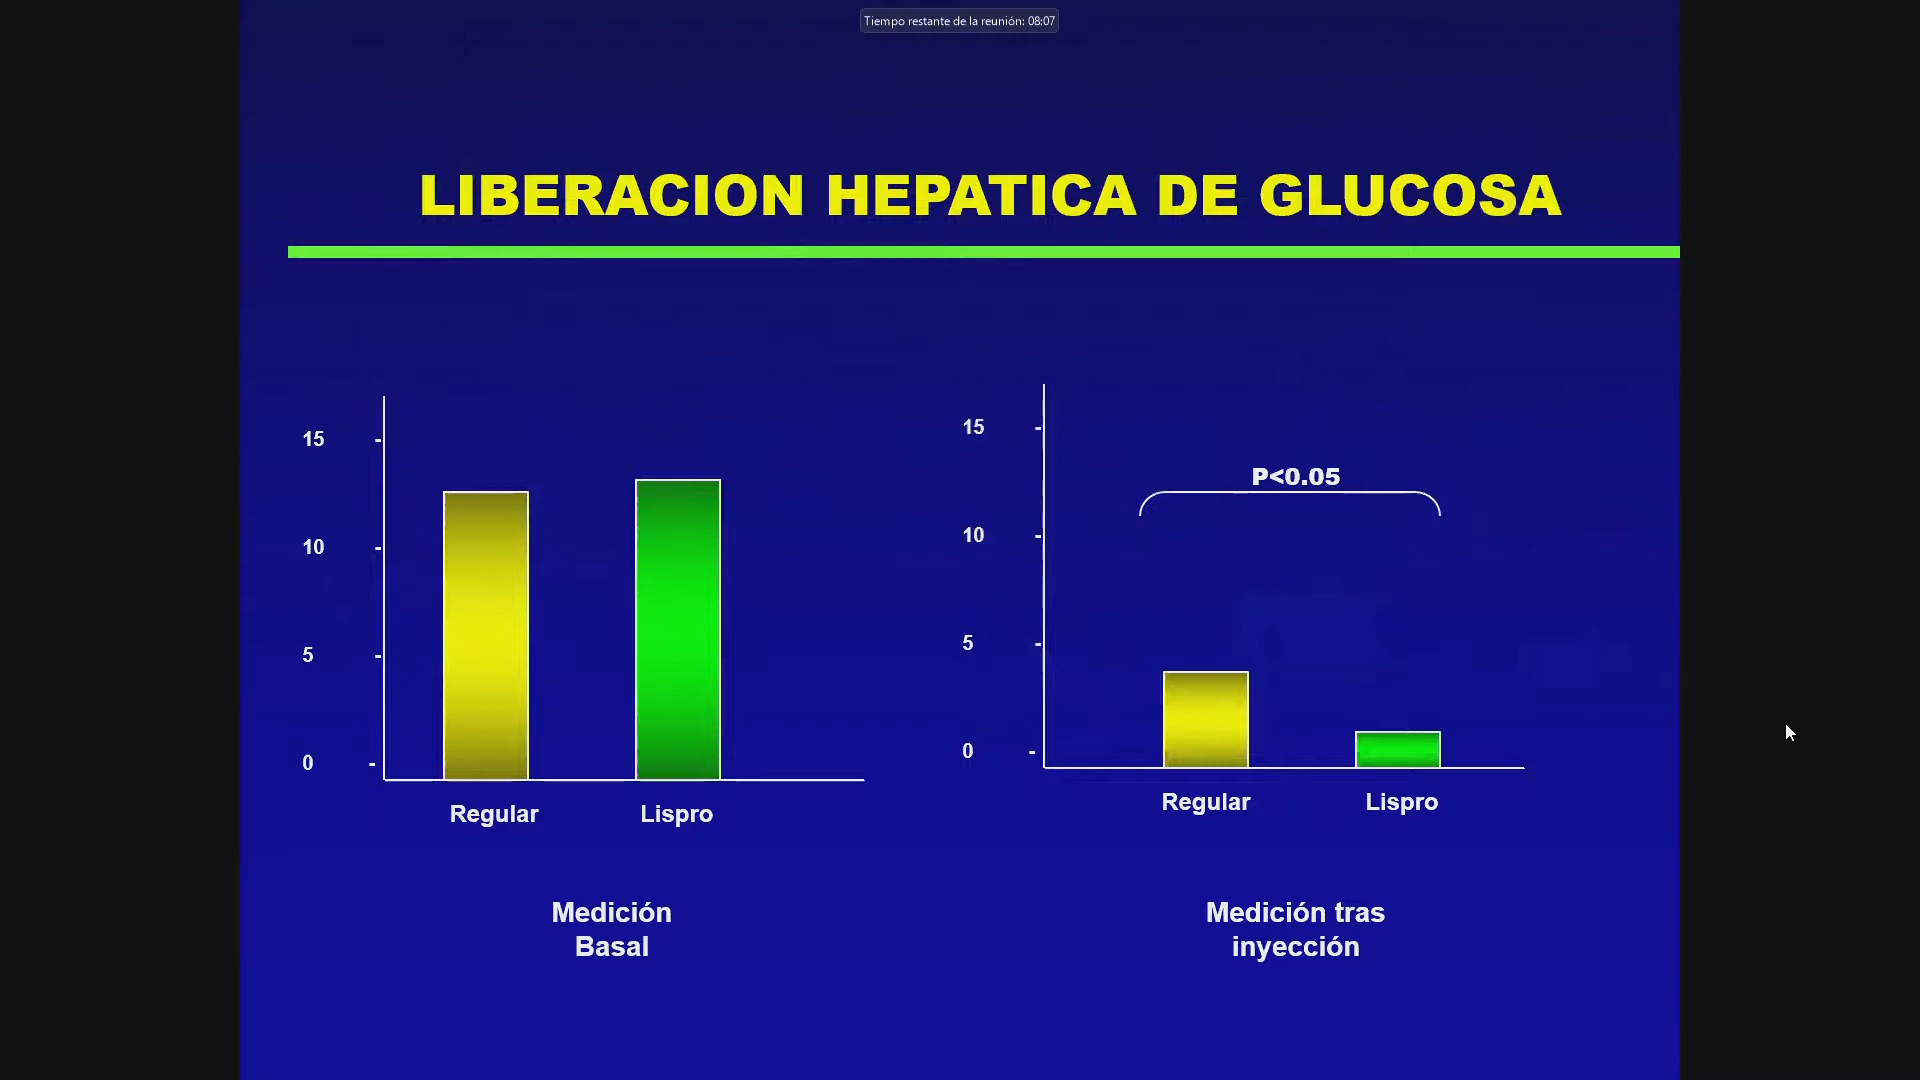 Tiempo restante de la reunión: 08:07
LIBERACION HEPATICA DE GLUCOSA
15 -
10 -
5 -
0 -
Regular Lispro
Medición
Basal
15 -
P<0.05
10 -
5 -
0 -
Regular Lispro
Medición tras
inyección